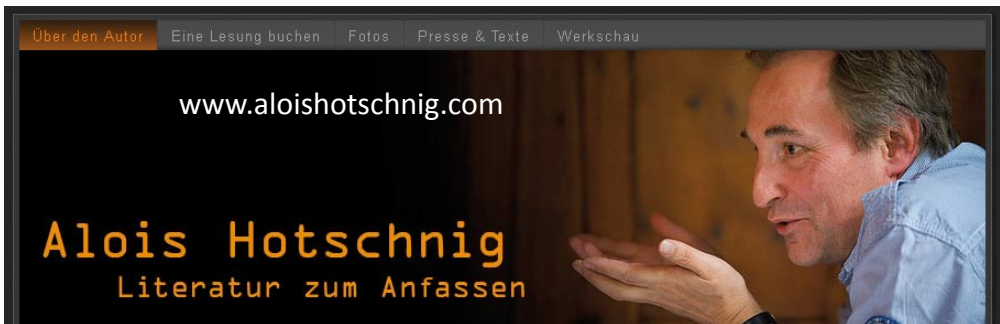 Über den Autor Eine Lesung buchen Fotos Presse & Texte Werkschau
www.aloishotschnig.com
Alois Hotschnig
Literatur zum Anfassen